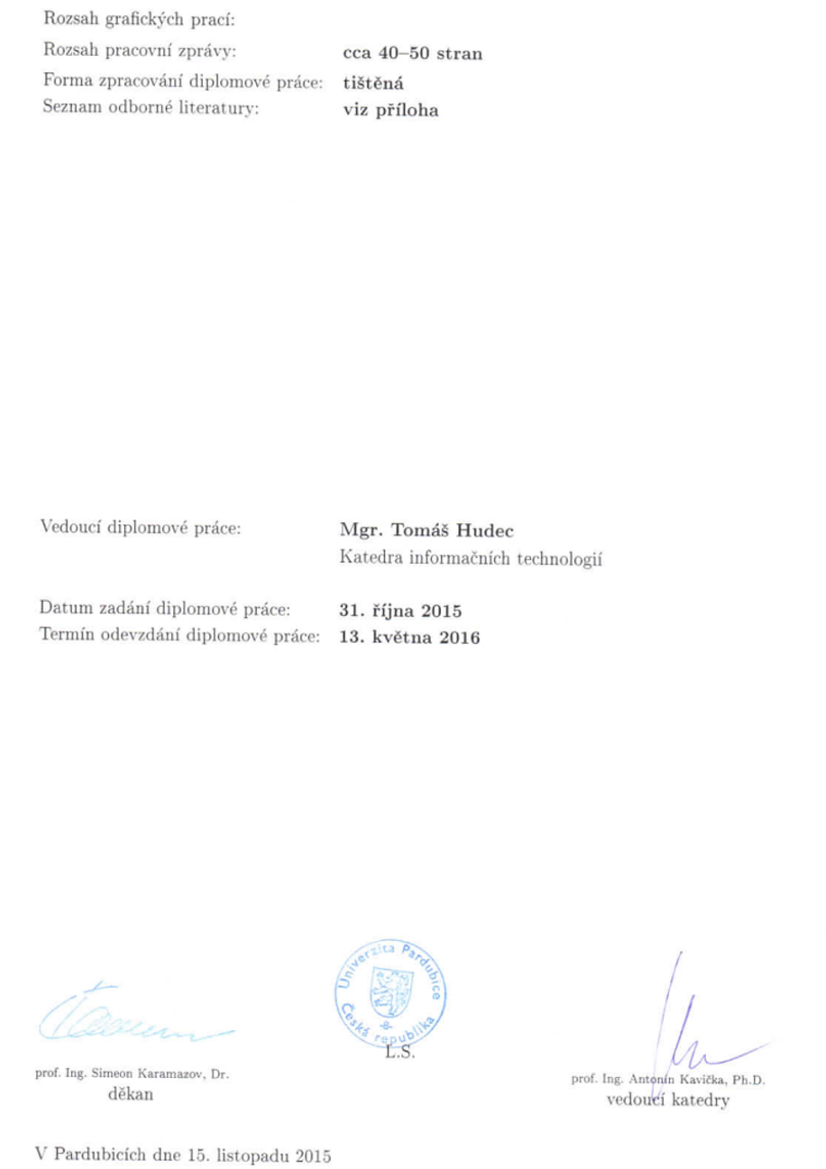 Rozsah grafických prací:
Rozsah pracovní zprávy: cca 40–50 stran
Forma zpracování diplomové práce: tištěná
Seznam odborné literatury: viz příloha
Vedoucí diplomové práce: Mgr. Tomáš Hudec
Katedra informačních technologií
Datum zadání diplomové práce: 31. října 2015
Termín odevzdání diplomové práce: 13. května 2016
Univerzita Pardubice
Česká republika
-8-
L.S.
prof. Ing. Simeon Karamazov, Dr.
děkan
prof. Ing. Antonín Kavička, Ph.D.
vedoucí katedry
V Pardubicích dne 15. listopadu 2015